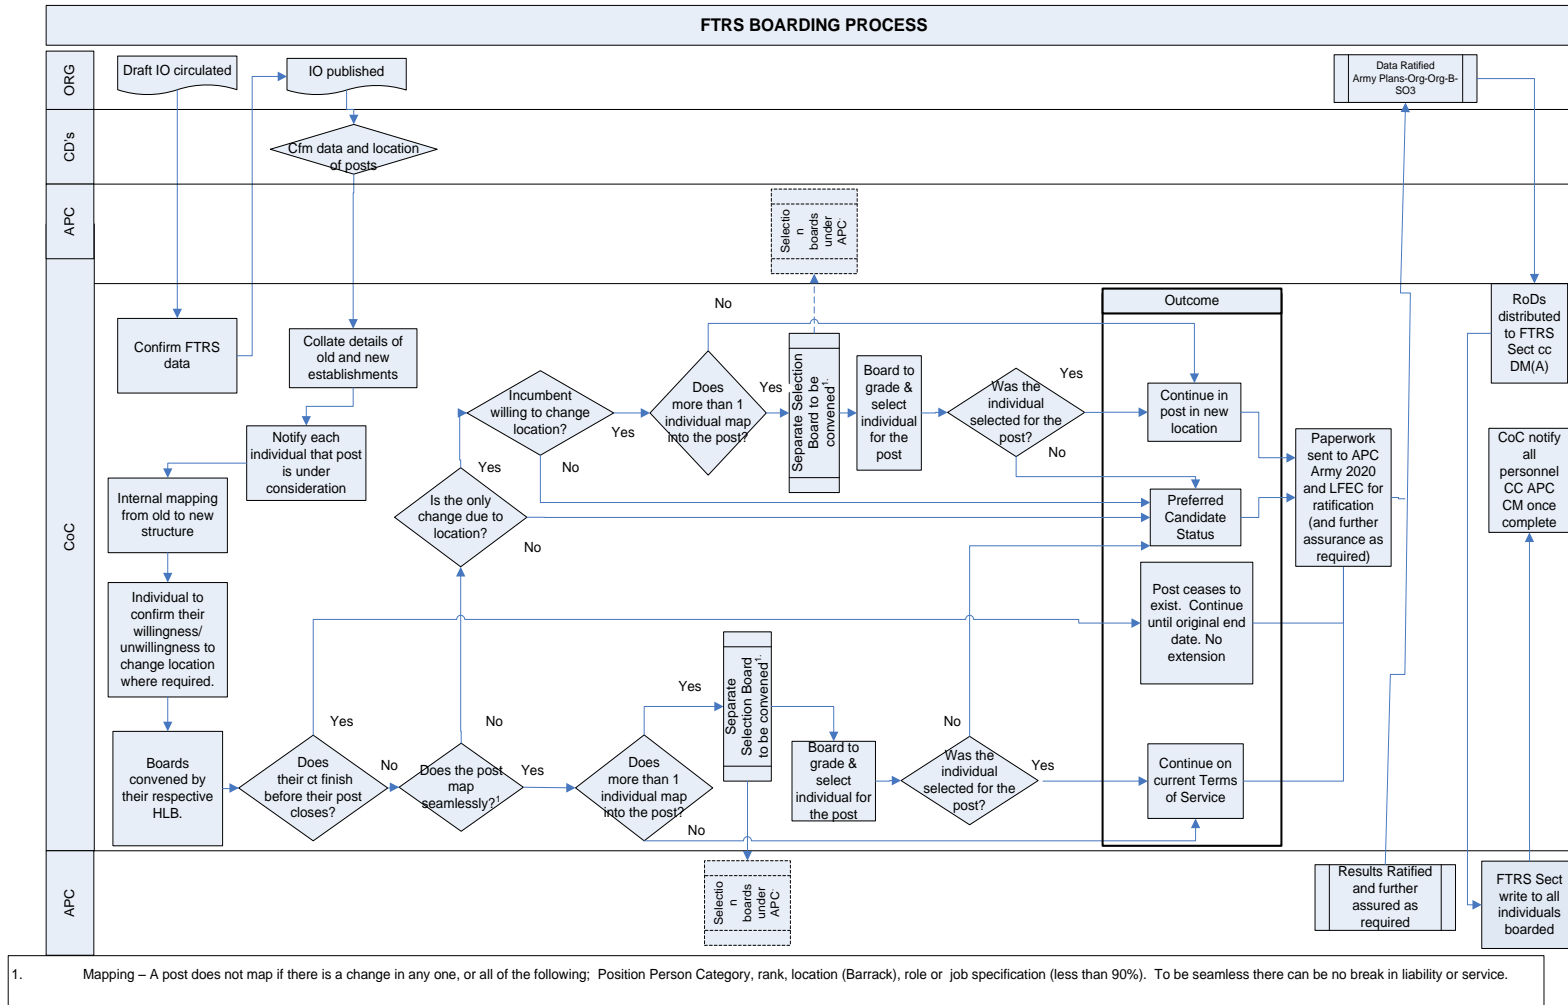 FTRS BOARDING PROCESS
ORG
Draft IO circulated
IO published
Data Ratified
Army Plans-Org-Org-B-
SO3
CD's
Cfm data and location
of posts
APC
Selectio
n
boards
under
APC.
CoC
Confirm FTRS
data
Collate details of
old and new
establishments
Notify each
individual that post
is under
consideration
Internal mapping
from old to new
structure
Individual to
confirm their
willingness/
unwillingness to
change location
where required.
Boards
convened by
their respective
HLB.
Does
their ct finish
before their post
closes?
Yes
No
Does the post
map
seamlessly?1
No
Yes
Is the only
change due to
location?
Yes
No
Incumbent
willing to change
location?
Yes
No
Does
more than 1
individual map
into the post?
No
Yes
Separate Selection
Board to be
convened1.
Board to
grade &
select
individual
for the
post
Was the
individual
selected for the
post?
Yes
No
Does
more than 1
individual map
into the post?
Yes
No
Separate
Selection Board
to be convened1.
Board to
grade &
select
individual for
the post
Was the
individual
selected for the
post?
No
Yes
Outcome
Continue in
post in new
location
Preferred
Candidate
Status
Post ceases to
exist.  Continue
until original end
date. No
extension
Continue on
current Terms
of Service
Paperwork
sent to APC
Army 2020
and LFEC for
ratification
(and further
assurance as
required)
RoDs
distributed
to FTRS
Sect cc
DM(A)
CoC notify
all
personnel
CC APC
CM once
complete
APC
Selectio
n
boards
under
APC.
Results Ratified
and further
assured as
required
FTRS Sect
write to all
individuals
boarded
1. Mapping – A post does not map if there is a change in any one, or all of the following;  Position Person Category, rank, location (Barrack), role or  job specification (less than 90%).  To be seamless there can be no break in liability or service.